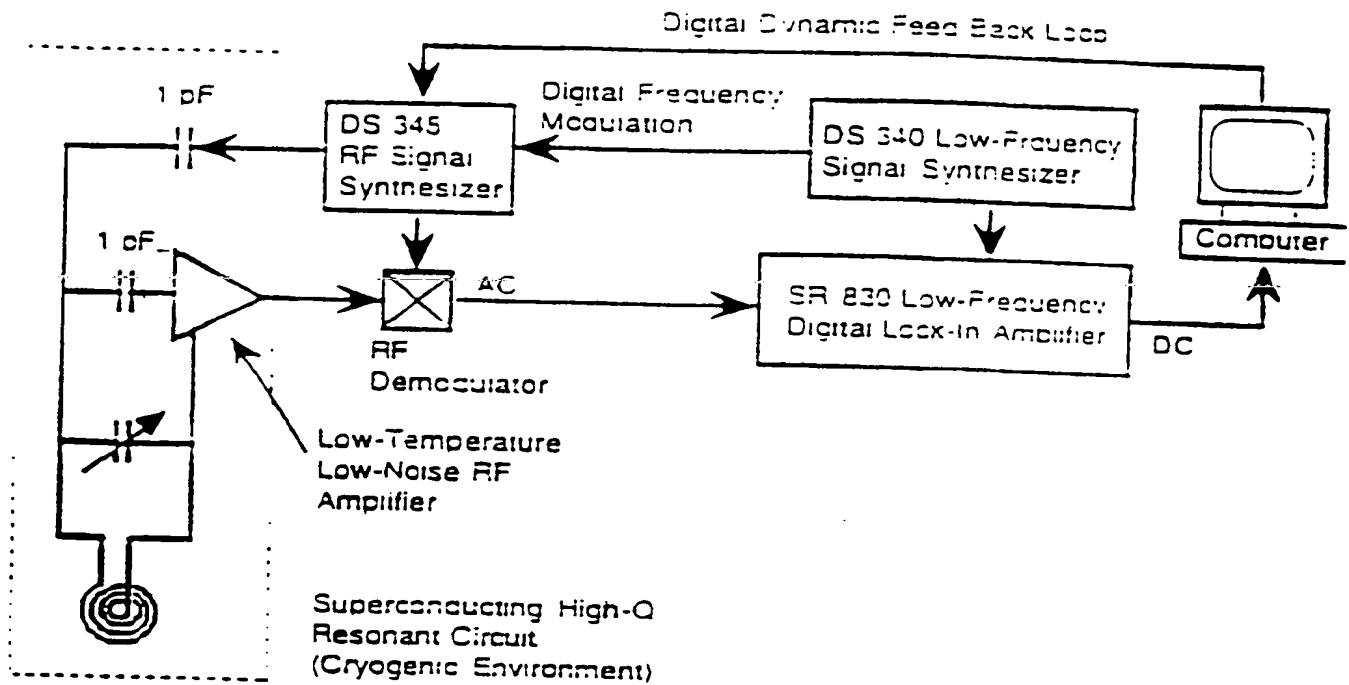 Digital Dynamic Feed Back Loop
1 pF
DS 345
RF Signal
Synthesizer
Digital Frequency
Modulation
DS 340 Low-Frquency
Signal Synthesizer
Computer
1 pF
AC
SR 830 Low-Frequency
Digital Lock-In Amplifier
DC
RF
Demodulator
Low-Temperature
Low-Noise RF
Amplifier
Superconducting High-Q
Resonant Circuit
(Cryogenic Environment)